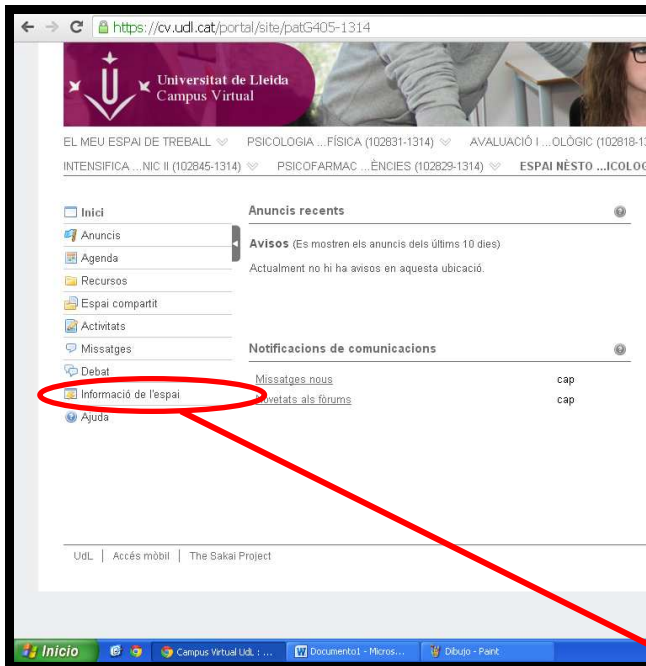 https://cv.udl.cat/portal/site/patG405-1314
Universitat de Lleida
Campus Virtual
EL MEU ESPAI DE TREBALL PSICOLOGIA ...FÍSICA (102831-1314) AVALUACIÓ I ...OLÒGIC (102818-13
INTENSIFICA ...NIC II (102845-1314) PSICOFARMAC ...ÈNCIES (102829-1314) ESPAI NÈSTO ...ICOLOG
Inici
Anuncis
Agenda
Recursos
Espai compartit
Activitats
Missatges
Debat
Informació de l'espai
Ajuda
Anuncis recents
Avisos (Es mostren els anuncis dels últims 10 dies)
Actualment no hi ha avisos en aquesta ubicació.
Notificacions de comunicacions
Missatges nous cap
Novetats als fòrums cap
UdL | Accés mòbil | The Sakai Project
Inicio Campus Virtual UdL : ... Documento1 - Micros... Dibujo - Paint